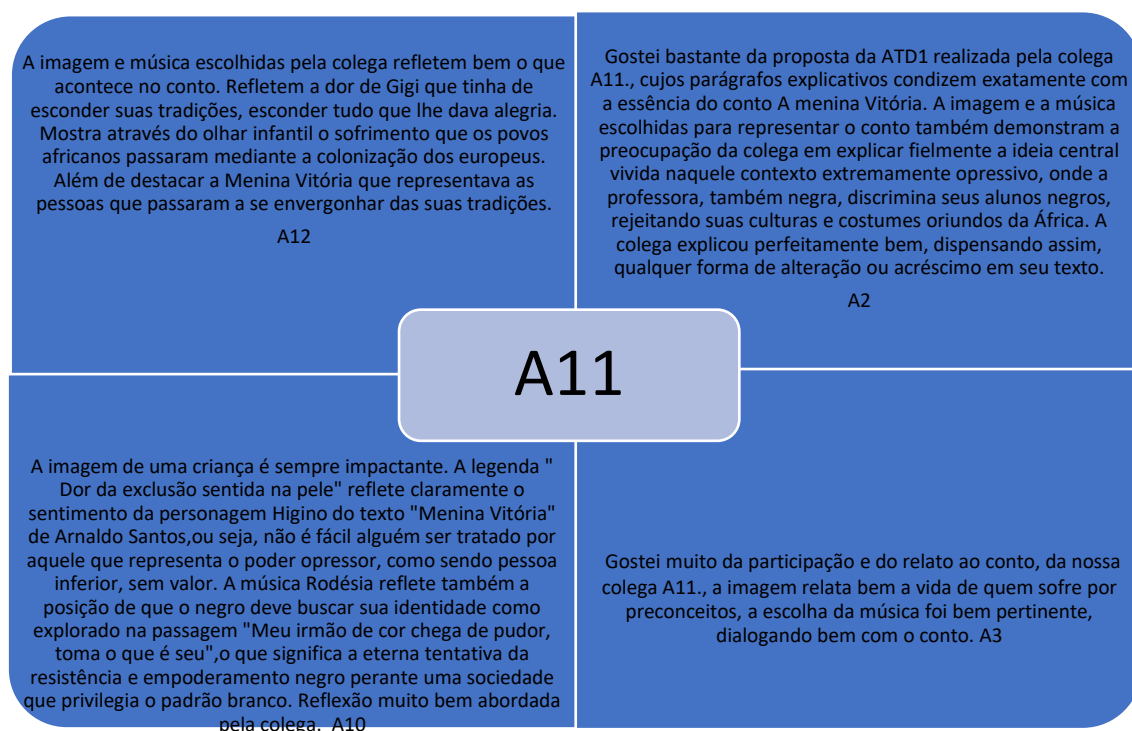 A imagem e música escolhidas pela colega refletem bem o que
acontece no conto. Refletem a dor de Gigi que tinha de
esconder suas tradições, esconder tudo que lhe dava alegria.
Mostra através do olhar infantil o sofrimento que os povos
africanos passaram mediante a colonização dos europeus.
Além de destacar a Menina Vitória que representava as
pessoas que passaram a se envergonhar das suas tradições.
A12
Gostei bastante da proposta da ATD1 realizada pela colega
A11., cujos parágrafos explicativos condizem exatamente com
a essência do conto A menina Vitória. A imagem e a música
escolhidas para representar o conto também demonstram a
preocupação da colega em explicar fielmente a ideia central
vivida naquele contexto extremamente opressivo, onde a
professora, também negra, discrimina seus alunos negros,
rejeitando suas culturas e costumes oriundos da África. A
colega explicou perfeitamente bem, dispensando assim,
qualquer forma de alteração ou acréscimo em seu texto.
A2
A11
A imagem de uma criança é sempre impactante. A legenda "
Dor da exclusão sentida na pele" reflete claramente o
sentimento da personagem Higino do texto "Menina Vitória"
de Arnaldo Santos,ou seja, não é fácil alguém ser tratado por
aquele que representa o poder opressor, como sendo pessoa
inferior, sem valor. A música Rodésia reflete também a
posição de que o negro deve buscar sua identidade como
explorado na passagem "Meu irmão de cor chega de pudor,
toma o que é seu",o que significa a eterna tentativa da
resistência e empoderamento negro perante uma sociedade
que privilegia o padrão branco. Reflexão muito bem abordada
pela colega. A10
Gostei muito da participação e do relato ao conto, da nossa
colega A11., a imagem relata bem a vida de quem sofre por
preconceitos, a escolha da música foi bem pertinente,
dialogando bem com o conto. A3